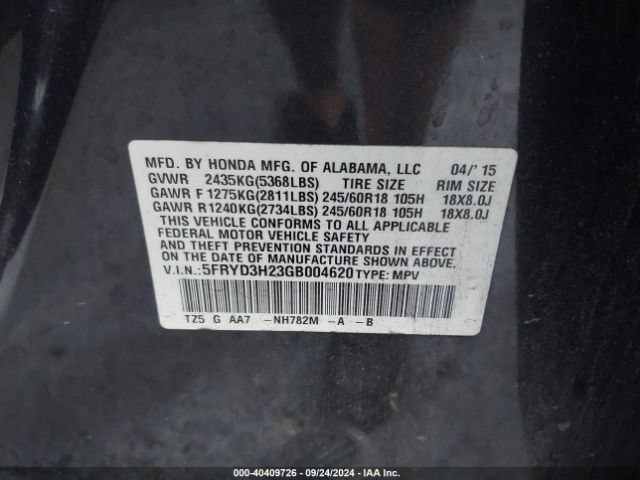 MFD. BY HONDA MFG. OF ALABAMA, LLC 04/'15
GVWR 2435KG(5368LBS) TIRE SIZE RIM SIZE
GAWR F 1275KG(2811LBS) 245/60R18 105H 18X8.0J
GAWR R 1240KG(2734LBS) 245/60R18 105H 18X8.0J
THIS VEHICLE CONFORMS TO ALL APPLICABLE
FEDERAL MOTOR VEHICLE SAFETY
AND THEFT PREVENTION STANDARDS IN EFFECT
ON THE DATE OF MANUFACTURE SHOWN ABOVE.
V.I.N.:5FRYD3H23GB004620 TYPE: MPV
TZ5 G AA7 -NH782M -A -B
000-40409726 - 09/24/2024 - IAA Inc.